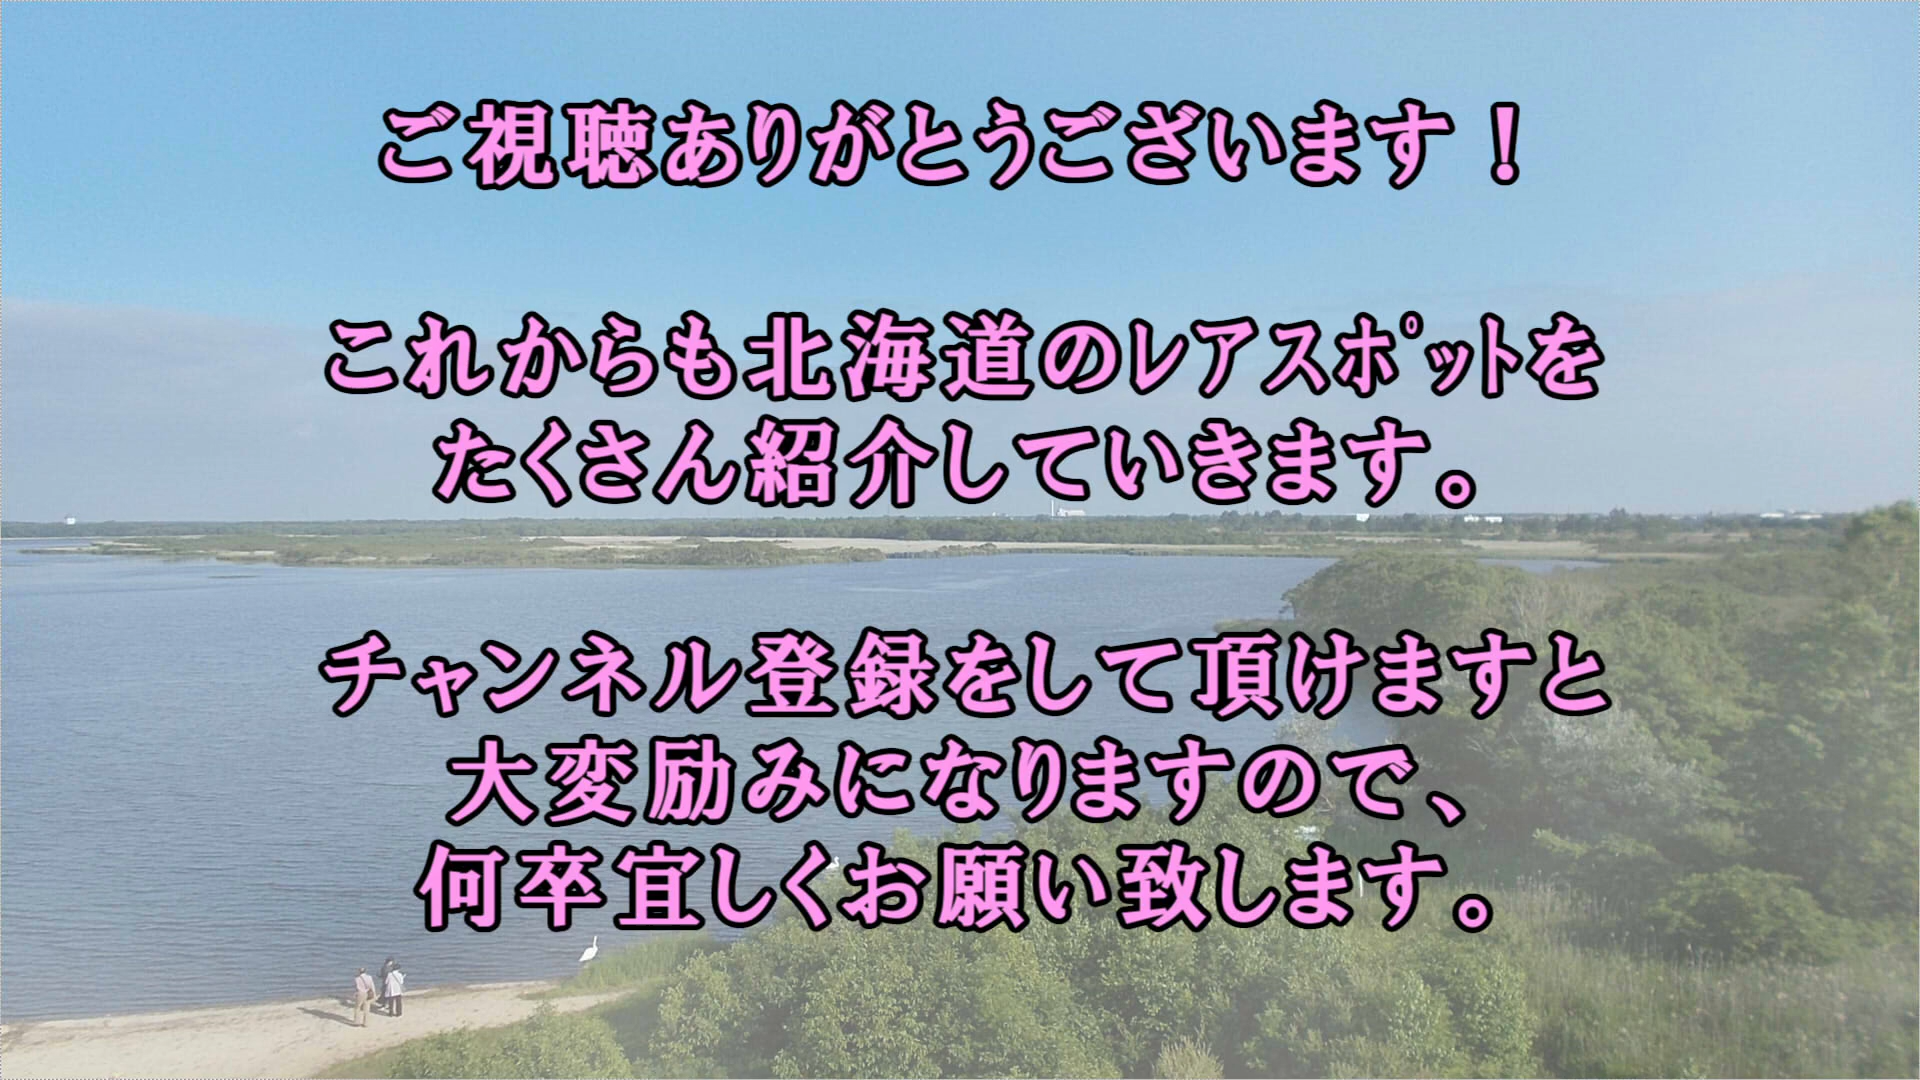 ご視聴ありがとうございます！
これからも北海道のレアスポットを
たくさん紹介していきます。
チャンネル登録をして頂けますと
大変励みになりますので、
何卒宜しくお願い致します。